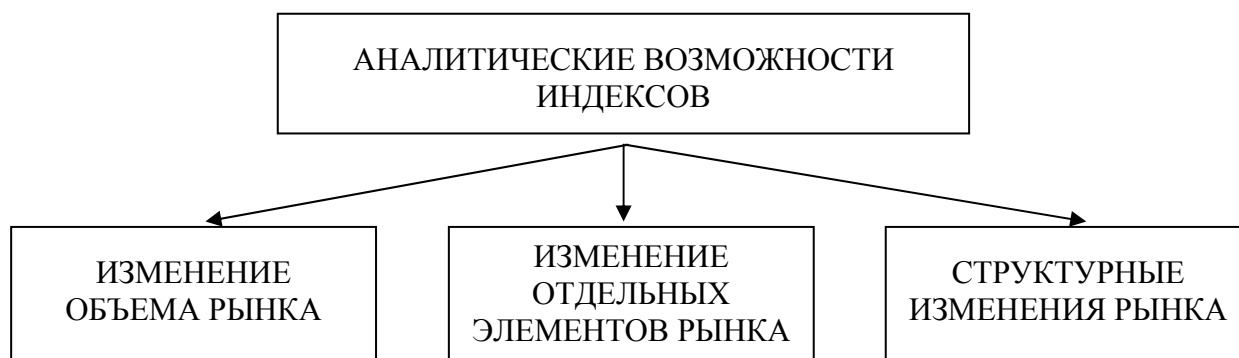 АНАЛИТИЧЕСКИЕ ВОЗМОЖНОСТИ
ИНДЕКСОВ
ИЗМЕНЕНИЕ
ОБЪЕМА РЫНКА
ИЗМЕНЕНИЕ
ОТДЕЛЬНЫХ
ЭЛЕМЕНТОВ РЫНКА
СТРУКТУРНЫЕ
ИЗМЕНЕНИЯ РЫНКА